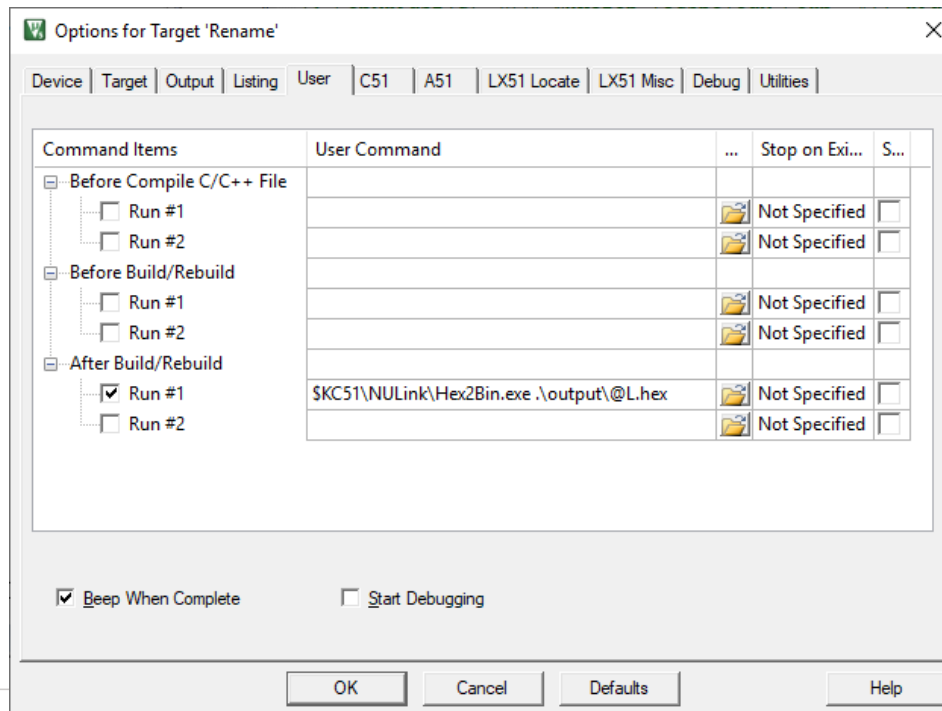 Options for Target 'Rename'
Device Target Output Listing User C51 A51 LX51 Locate LX51 Misc Debug Utilities
Command Items User Command ... Stop on Exi... S...
Before Compile C/C++ File
Run #1 Not Specified
Run #2 Not Specified
Before Build/Rebuild
Run #1 Not Specified
Run #2 Not Specified
After Build/Rebuild
Run #1 $KC51\NULink\Hex2Bin.exe .\output\@L.hex Not Specified
Run #2 Not Specified
Beep When Complete Start Debugging
OK Cancel Defaults Help